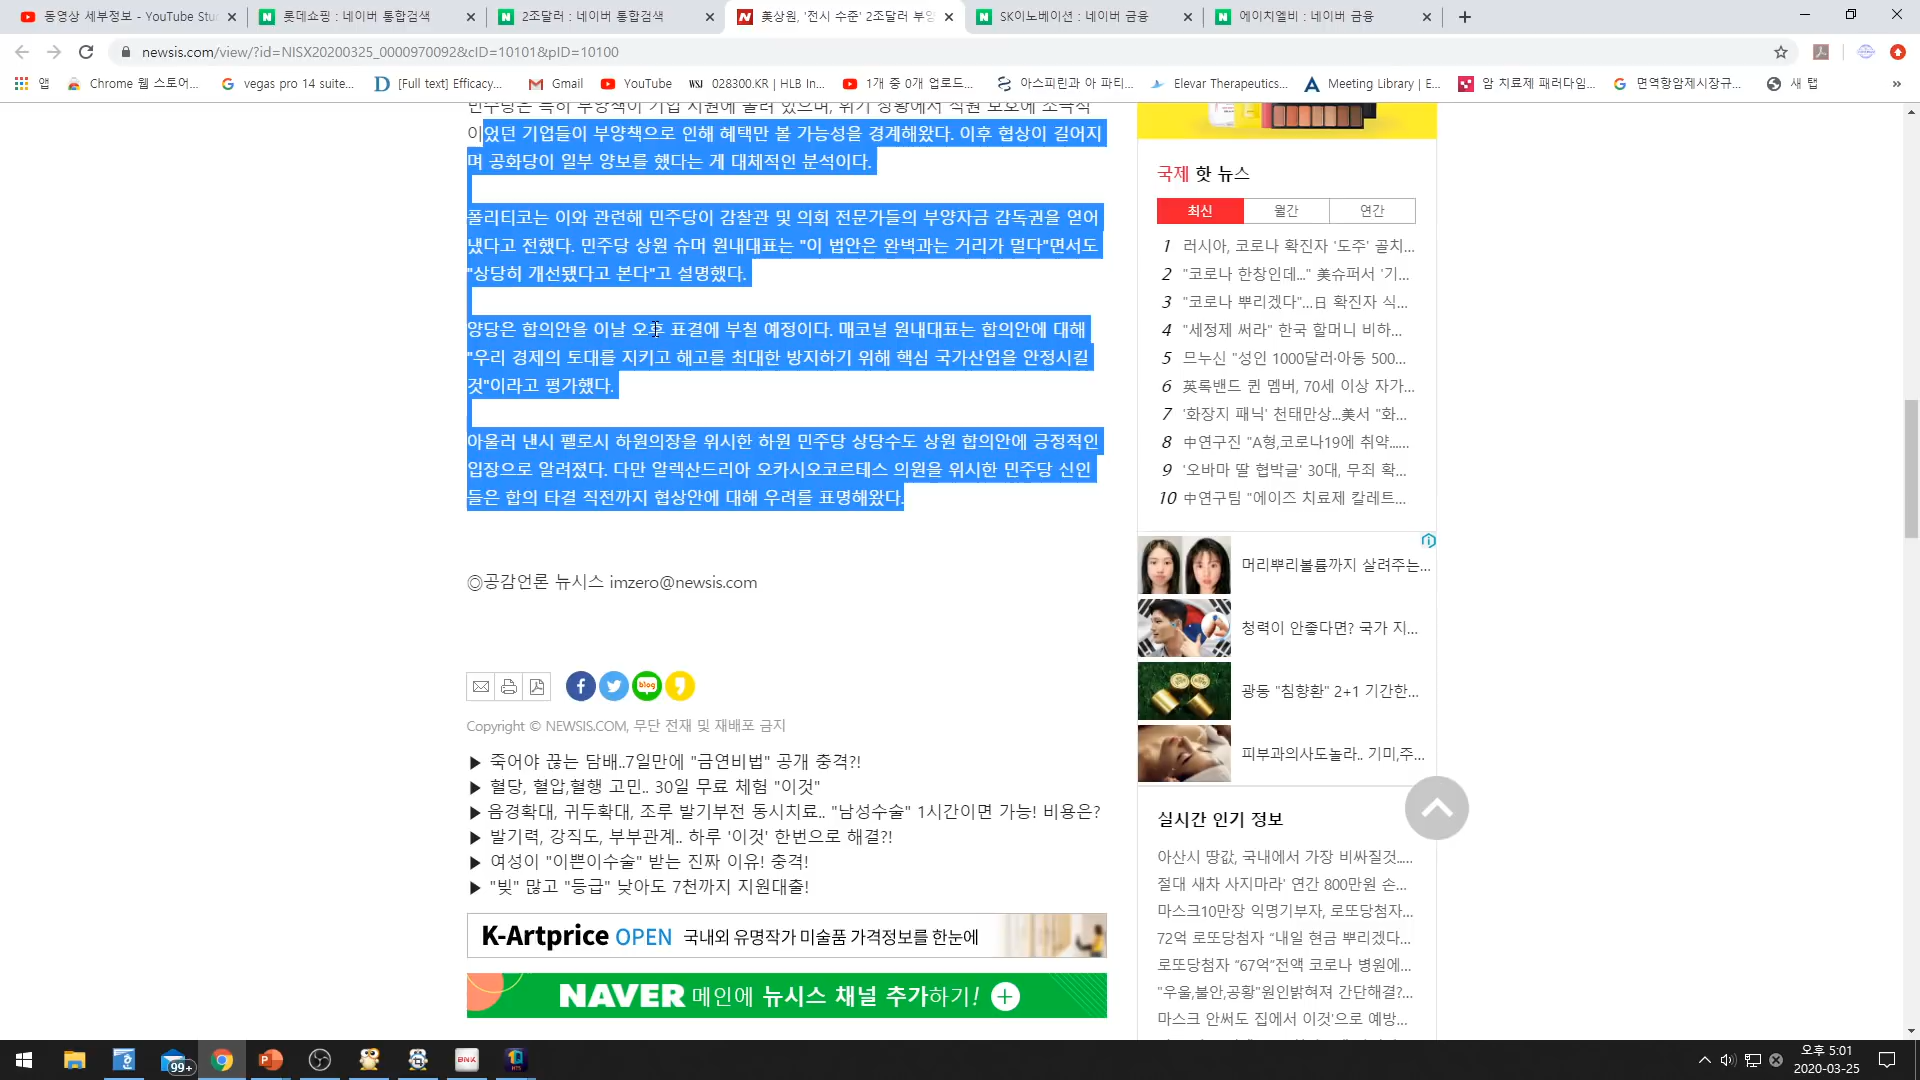 동영상 세부정보 - YouTube Stu
롯데쇼핑 : 네이버 통합검색
2조달러 : 네이버 통합검색
美상원, '전시 수준' 2조달러 부양
SK이노베이션 : 네이버 금융
에이치엘비 : 네이버 금융
newsis.com/view/?id=NISX20200325_0000970092&cID=10101&pID=10100
앱
Chrome 웹 스토어...
vegas pro 14 suite...
[Full text] Efficacy...
Gmail
YouTube
WSJ 028300.KR | HLB In...
1개 중 0개 업로드...
아스피린과 아 파티...
Elevar Therapeutics...
Meeting Library | E...
암 치료제 패러다임...
면역항암제시장규...
새 탭
»
민주당은 특히 부양책이 기업 지원에 쏠려 있으며, 위기 상황에서 직원 보호에 소극적
이었던 기업들이 부양책으로 인해 혜택만 볼 가능성을 경계해왔다. 이후 협상이 길어지
며 공화당이 일부 양보를 했다는 게 대체적인 분석이다.
폴리티코는 이와 관련해 민주당이 감찰관 및 의회 전문가들의 부양자금 감독권을 얻어
냈다고 전했다. 민주당 상원 슈머 원내대표는 "이 법안은 완벽과는 거리가 멀다"면서도
"상당히 개선됐다고 본다"고 설명했다.
양당은 합의안을 이날 오후 표결에 부칠 예정이다. 매코널 원내대표는 합의안에 대해
"우리 경제의 토대를 지키고 해고를 최대한 방지하기 위해 핵심 국가산업을 안정시킬
것"이라고 평가했다.
아울러 낸시 펠로시 하원의장을 위시한 하원 민주당 상당수도 상원 합의안에 긍정적인
입장으로 알려졌다. 다만 알렉산드리아 오카시오코르테스 의원을 위시한 민주당 신인
들은 합의 타결 직전까지 협상안에 대해 우려를 표명해왔다.
◎공감언론 뉴시스 imzero@newsis.com
blog
Copyright © NEWSIS.COM, 무단 전재 및 재배포 금지
▶ 죽어야 끊는 담배..7일만에 "금연비법" 공개 충격?!
▶ 혈당, 혈압,혈행 고민.. 30일 무료 체험 "이것"
▶ 음경확대, 귀두확대, 조루 발기부전 동시치료.. "남성수술" 1시간이면 가능! 비용은?
▶ 발기력, 강직도, 부부관계.. 하루 '이것' 한번으로 해결?!
▶ 여성이 "이쁜이수술" 받는 진짜 이유! 충격!
▶ "빚" 많고 "등급" 낮아도 7천까지 지원대출!
K-Artprice OPEN 국내외 유명작가 미술품 가격정보를 한눈에
NAVER 메인에 뉴시스 채널 추가하기!
국제 핫 뉴스
최신 월간 연간
1 러시아, 코로나 확진자 '도주' 골치...
2 "코로나 한창인데..." 美슈퍼서 '기...
3 "코로나 뿌리겠다"...日 확진자 식...
4 "세정제 써라" 한국 할머니 비하...
5 므누신 "성인 1000달러·아동 500...
6 英록밴드 퀸 멤버, 70세 이상 자가...
7 '화장지 패닉' 천태만상...美서 "화...
8 中연구진 "A형,코로나19에 취약......
9 '오바마 딸 협박글' 30대, 무죄 확...
10 中연구팀 "에이즈 치료제 칼레트...
머리뿌리볼륨까지 살려주는...
청력이 안좋다면? 국가 지...
광동 "침향환" 2+1 기간한...
피부과의사도놀라.. 기미,주...
실시간 인기 정보
아산시 땅값, 국내에서 가장 비싸질것.....
절대 새차 사지마라' 연간 800만원 손...
마스크10만장 익명기부자, 로또당첨자...
72억 로또당첨자 "내일 현금 뿌리겠다...
로또당첨자 "67억"전액 코로나 병원에...
"우울,불안,공황"원인밝혀져 간단해결?...
마스크 안써도 집에서 이것'으로 예방...
99+
BNK
오후 5:01
2020-03-25